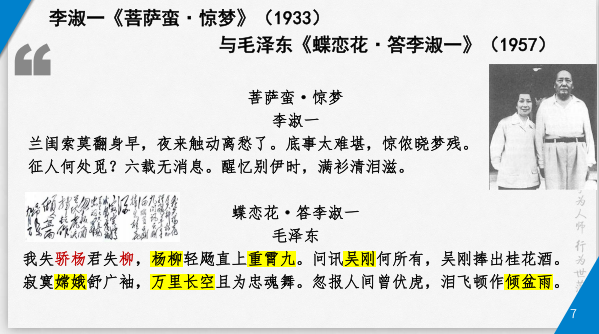 李淑一《菩萨蛮·惊梦》（1933）
与毛泽东《蝶恋花·答李淑一》（1957）
菩萨蛮·惊梦
李淑一
兰闺索莫翻身早，夜来触动离愁了。底事太难堪，惊侬晓梦残。
征人何处觅？六载无消息。醒忆别伊时，满衫清泪滋。
蝶恋花·答李淑一
毛泽东
我失骄杨君失柳，杨柳轻飏直上重霄九。问讯吴刚何所有，吴刚捧出桂花酒。
寂寞嫦娥舒广袖，万里长空且为忠魂舞。忽报人间曾伏虎，泪飞顿作倾盆雨。
为人师 行为世
7